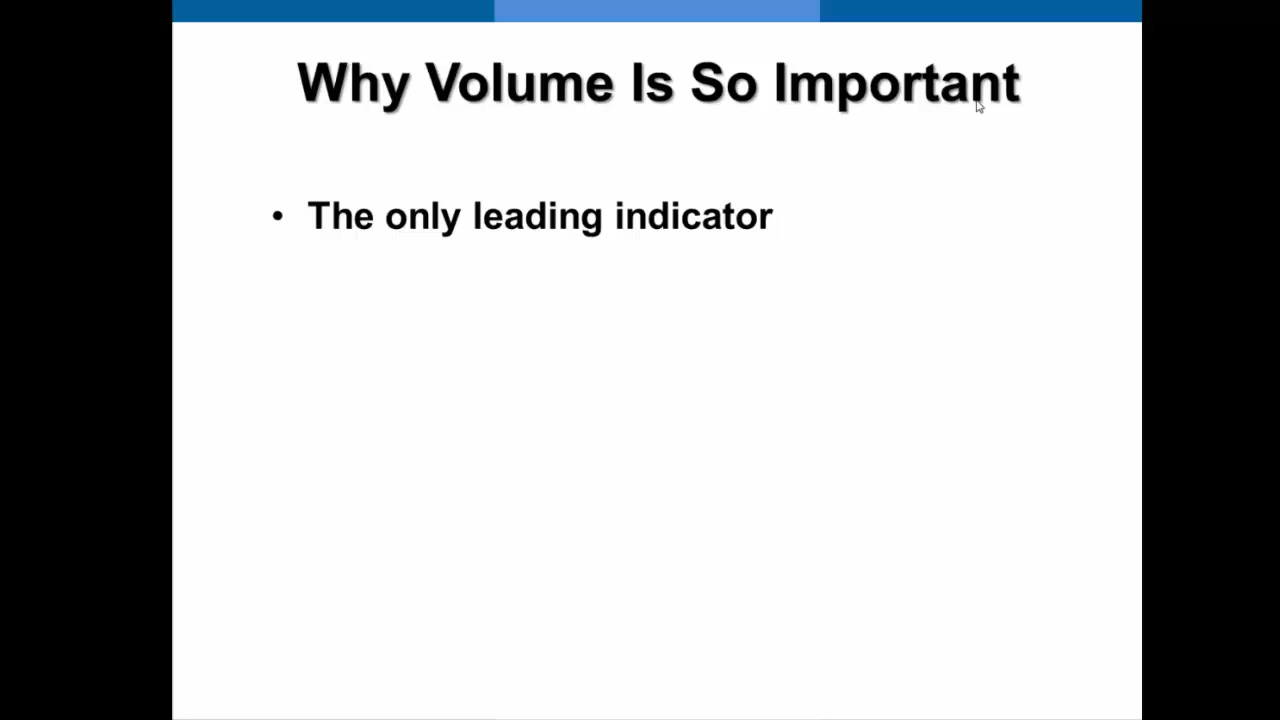 Why Volume Is So Important
• The only leading indicator